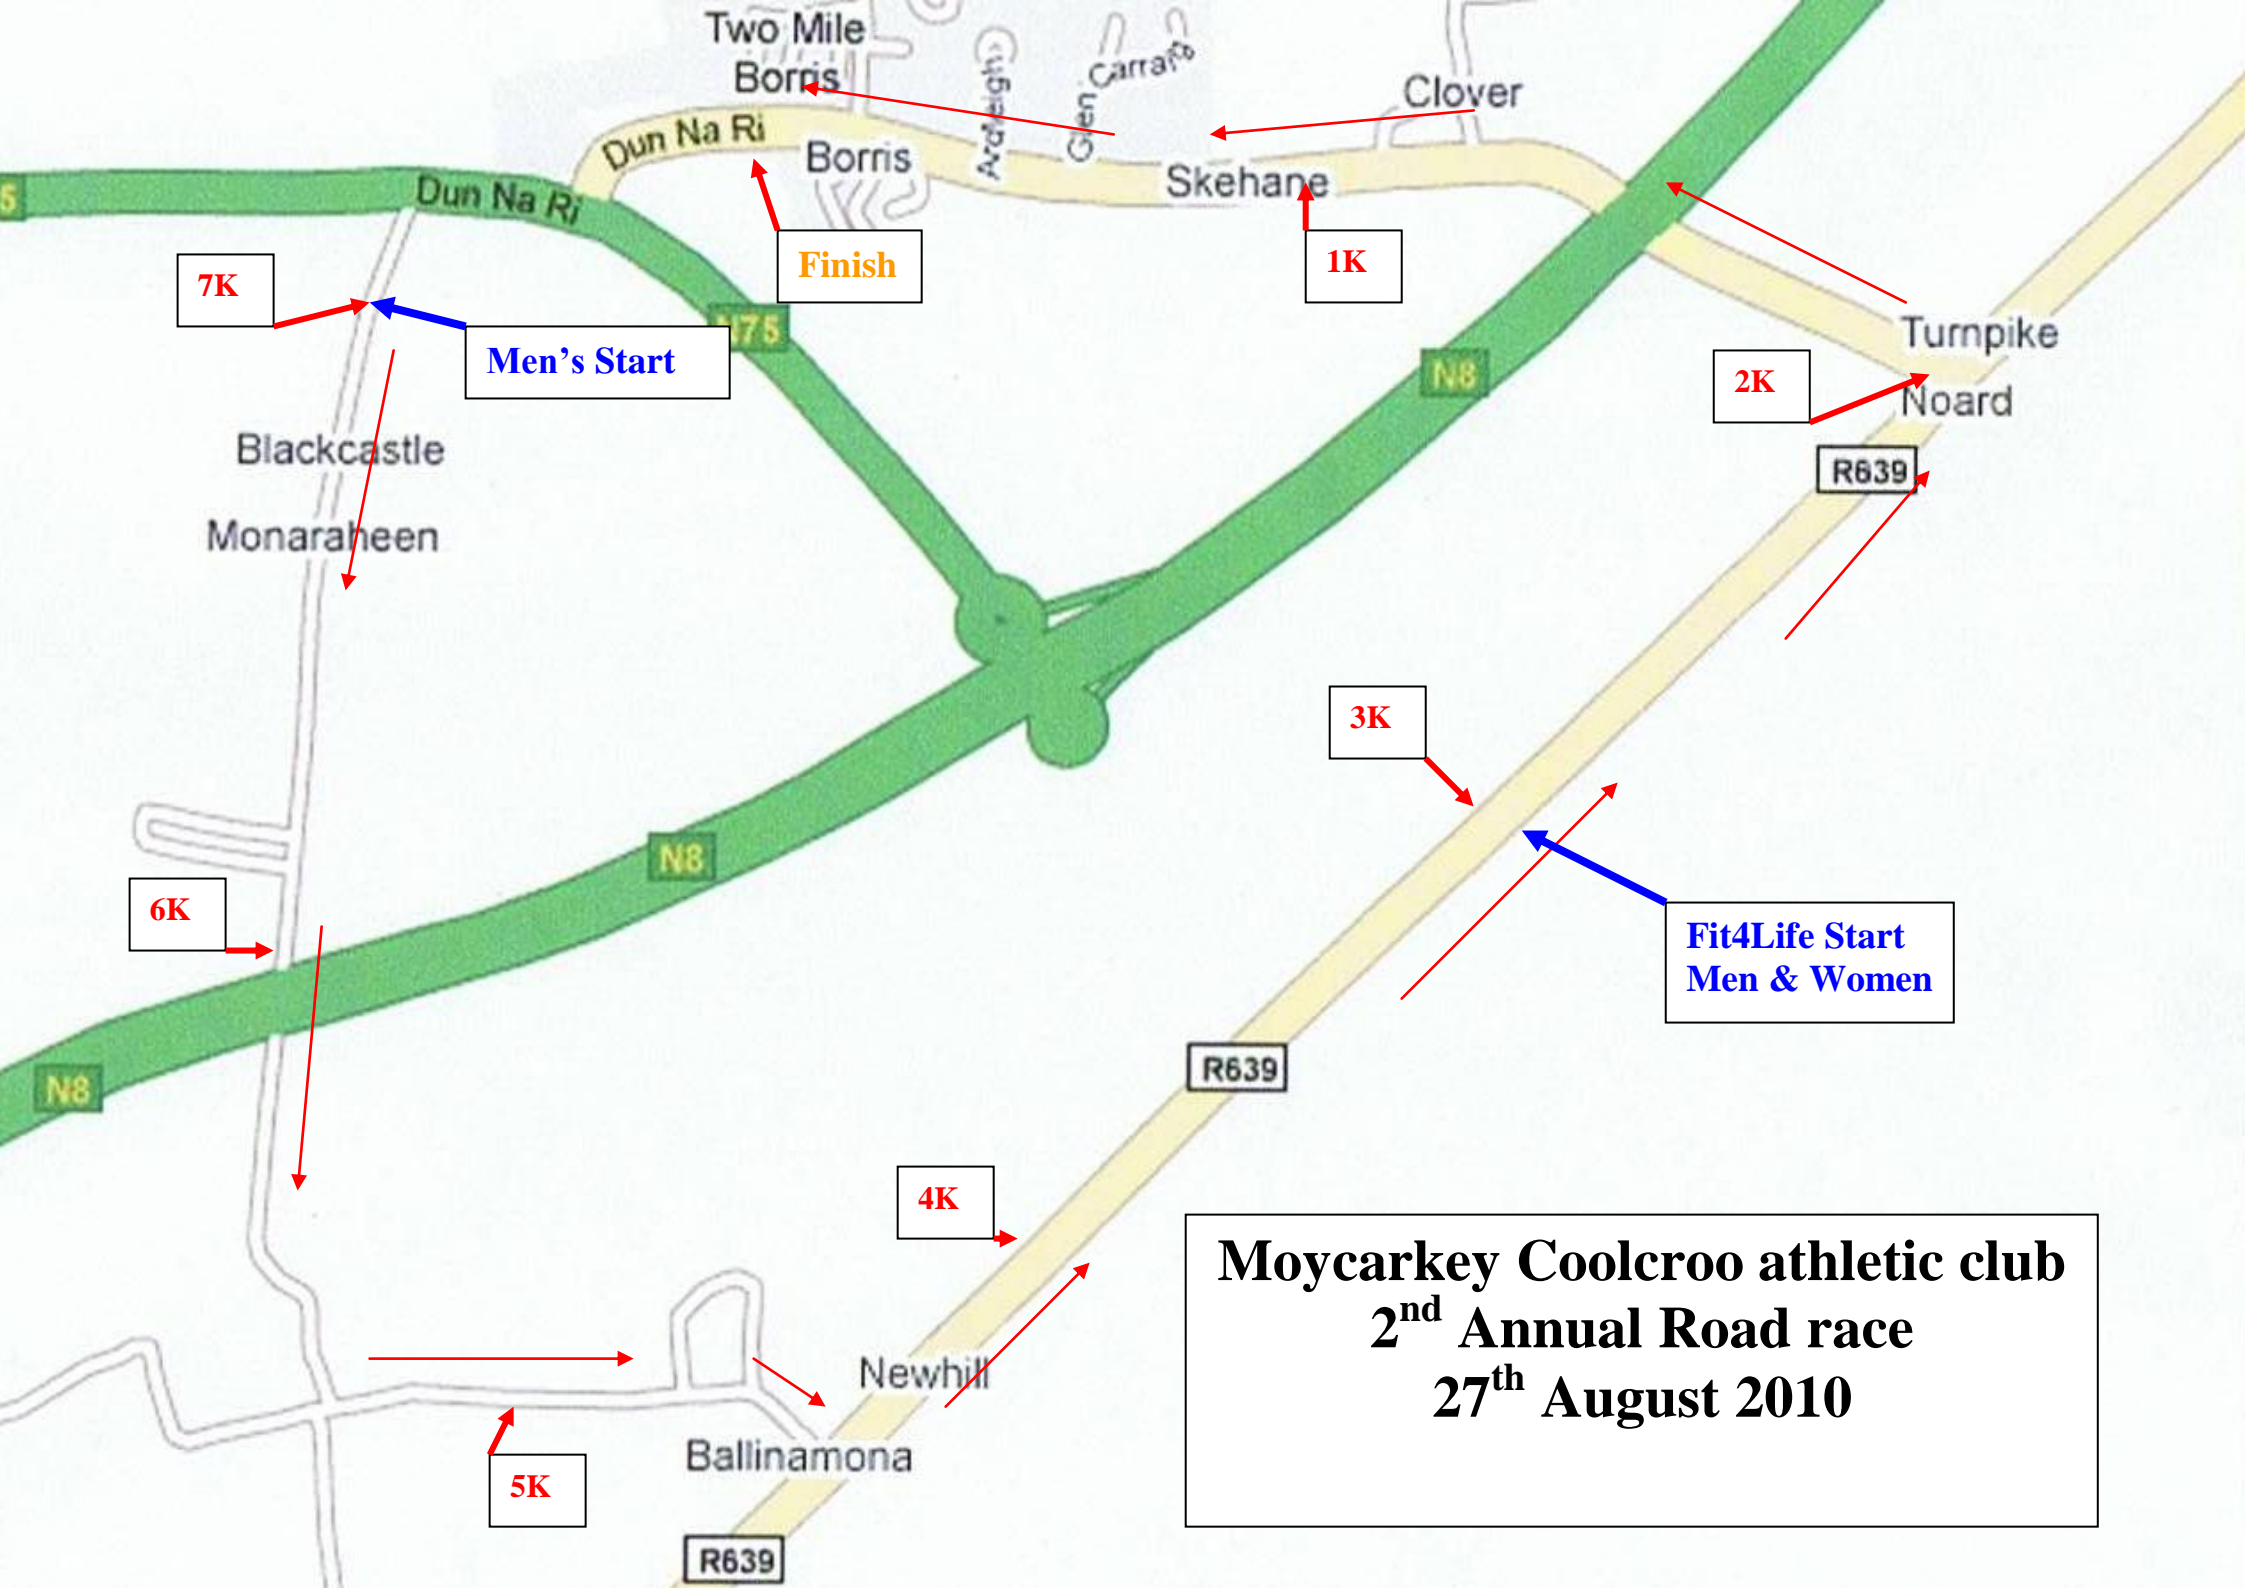 Two Mile
Borris
Ardleigh
Glen
Carraig
Clover
Dun Na Ri
Borris
Skehane
5
Dun Na Ri
Finish
1K
7K
N75
Men's Start
Turnpike
2K
Noard
N8
Blackcastle
R639
Monaraheen
3K
N8
6K
Fit4Life Start
Men & Women
R639
N8
4K
Moycarkey Coolcroo athletic club
2nd Annual Road race
27th August 2010
Newhill
Ballinamona
5K
R639